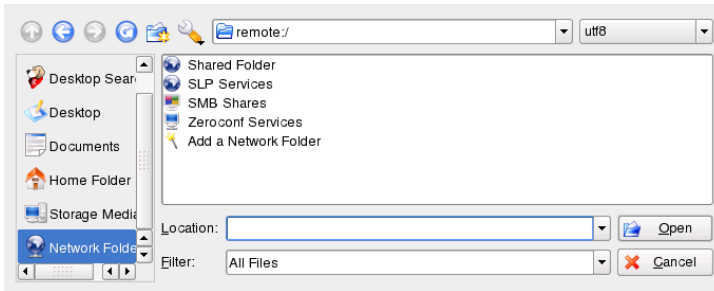 remote:/
utf8
Desktop Sear
Desktop
Documents
Home Folder
Storage Media
Network Folde
Shared Folder
SLP Services
SMB Shares
Zeroconf Services
Add a Network Folder
Location:
Open
Filter:
All Files
Cancel